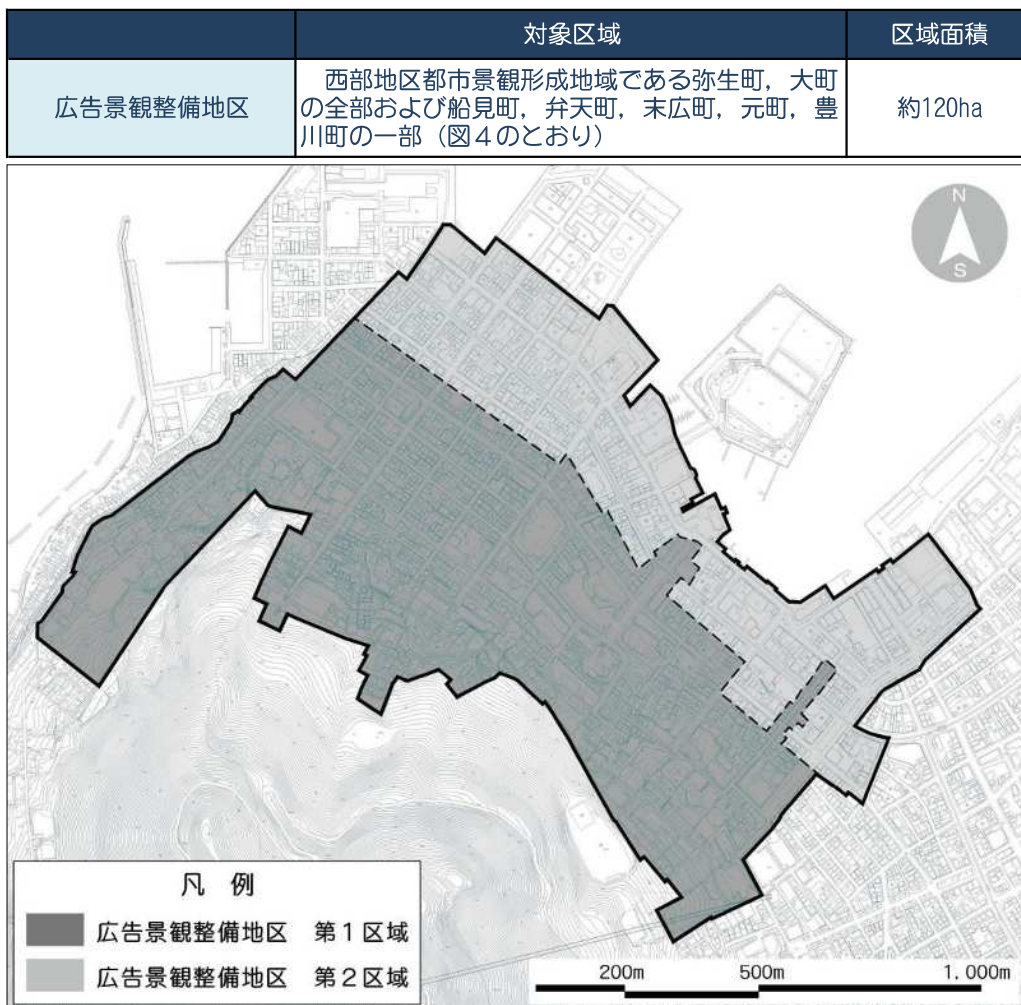 対象区域 区域面積
広告景観整備地区
西部地区都市景観形成地域である弥生町，大町
の全部および船見町，弁天町，末広町，元町，豊
川町の一部（図４のとおり）
約120ha
N
S
凡 例
広告景観整備地区 第１区域
広告景観整備地区 第２区域
200m 500m 1.000m